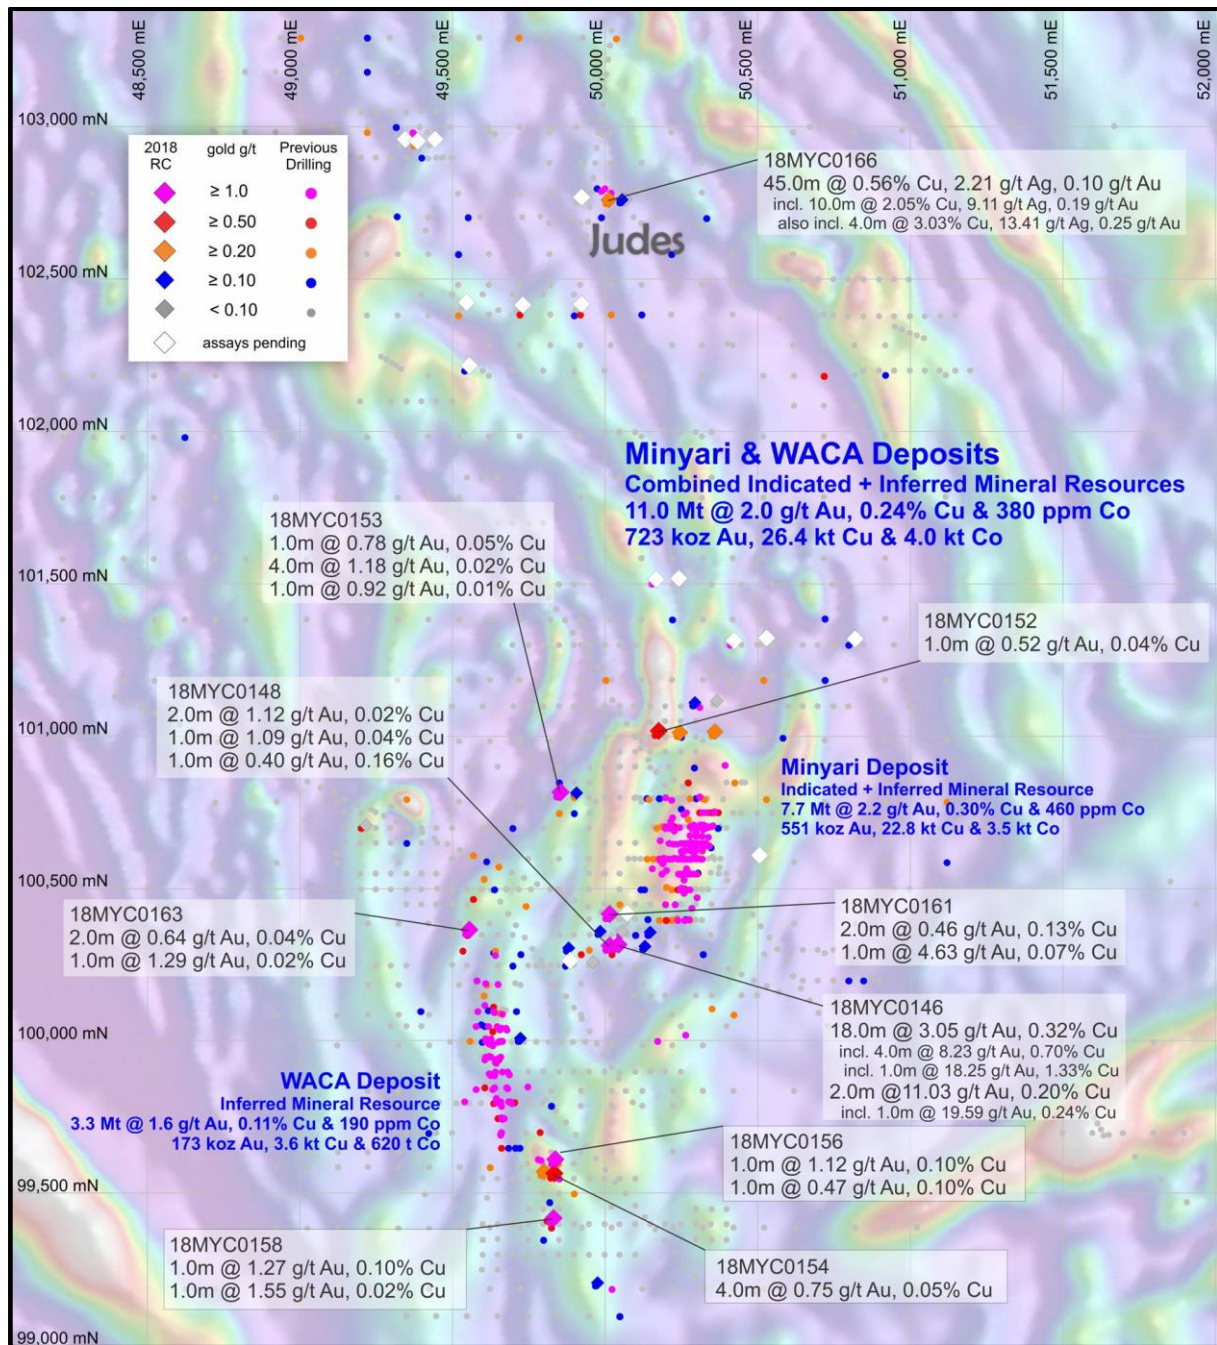 48,500 mE
49,000 mE
49,500 mE
50,000 mE
50,500 mE
51,000 mE
51,500 mE
52,000 mE
103,000 mN
2018 RC gold g/t Previous Drilling
≥ 1.0
≥ 0.50
≥ 0.20
≥ 0.10
< 0.10
assays pending
18MYC0166
45.0m @ 0.56% Cu, 2.21 g/t Ag, 0.10 g/t Au
incl. 10.0m @ 2.05% Cu, 9.11 g/t Ag, 0.19 g/t Au
also incl. 4.0m @ 3.03% Cu, 13.41 g/t Ag, 0.25 g/t Au
Judes
102,500 mN
102,000 mN
Minyari & WACA Deposits
Combined Indicated + Inferred Mineral Resources
11.0 Mt @ 2.0 g/t Au, 0.24% Cu & 380 ppm Co
723 koz Au, 26.4 kt Cu & 4.0 kt Co
18MYC0153
1.0m @ 0.78 g/t Au, 0.05% Cu
4.0m @ 1.18 g/t Au, 0.02% Cu
1.0m @ 0.92 g/t Au, 0.01% Cu
101,500 mN
18MYC0152
1.0m @ 0.52 g/t Au, 0.04% Cu
18MYC0148
2.0m @ 1.12 g/t Au, 0.02% Cu
1.0m @ 1.09 g/t Au, 0.04% Cu
1.0m @ 0.40 g/t Au, 0.16% Cu
101,000 mN
Minyari Deposit
Indicated + Inferred Mineral Resource
7.7 Mt @ 2.2 g/t Au, 0.30% Cu & 460 ppm Co
551 koz Au, 22.8 kt Cu & 3.5 kt Co
100,500 mN
18MYC0163
2.0m @ 0.64 g/t Au, 0.04% Cu
1.0m @ 1.29 g/t Au, 0.02% Cu
18MYC0161
2.0m @ 0.46 g/t Au, 0.13% Cu
1.0m @ 4.63 g/t Au, 0.07% Cu
18MYC0146
18.0m @ 3.05 g/t Au, 0.32% Cu
incl. 4.0m @ 8.23 g/t Au, 0.70% Cu
incl. 1.0m @ 18.25 g/t Au, 1.33% Cu
2.0m @11.03 g/t Au, 0.20% Cu
incl. 1.0m @ 19.59 g/t Au, 0.24% Cu
100,000 mN
WACA Deposit
Inferred Mineral Resource
3.3 Mt @ 1.6 g/t Au, 0.11% Cu & 190 ppm Co
173 koz Au, 3.6 kt Cu & 620 t Co
18MYC0156
1.0m @ 1.12 g/t Au, 0.10% Cu
1.0m @ 0.47 g/t Au, 0.10% Cu
99,500 mN
18MYC0158
1.0m @ 1.27 g/t Au, 0.10% Cu
1.0m @ 1.55 g/t Au, 0.02% Cu
18MYC0154
4.0m @ 0.75 g/t Au, 0.05% Cu
99,000 mN